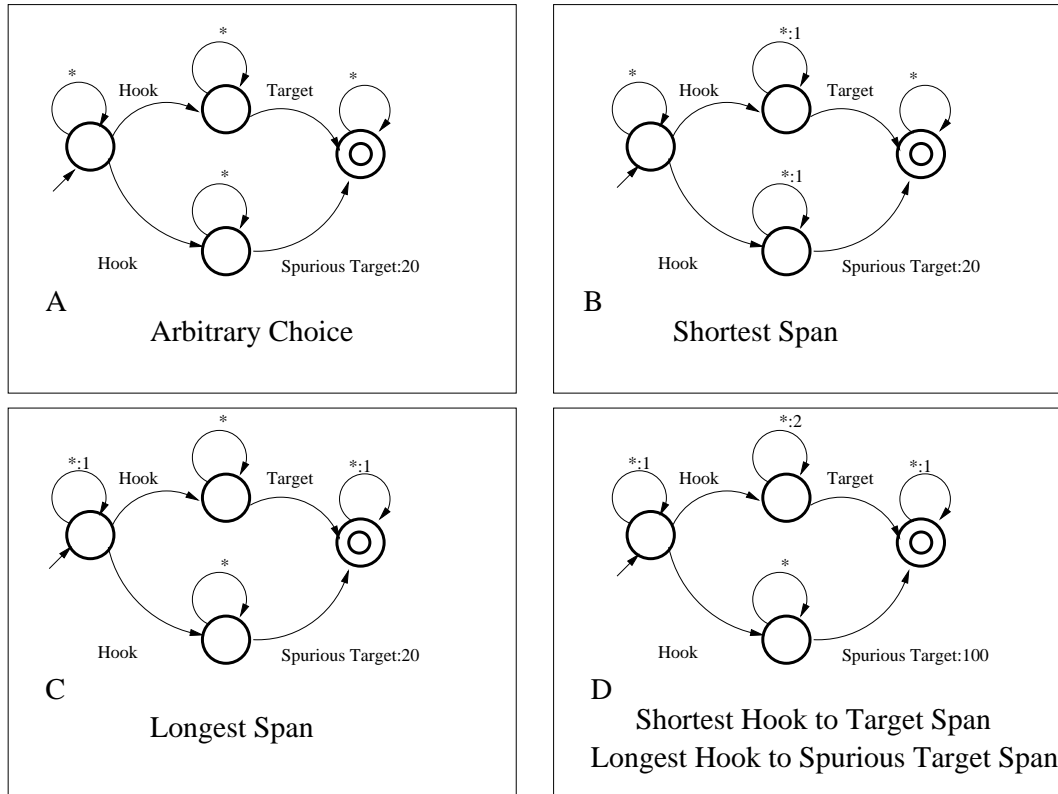 *
*
Hook
Target
*
*
Hook
Spurious Target:20
A
Arbitrary Choice
*:1
*
Hook
Target
*
*:1
Hook
Spurious Target:20
B
Shortest Span
*
*:1
Hook
Target
*:1
*
Hook
Spurious Target:20
C
Longest Span
*:2
*:1
Hook
Target
*:1
*
Hook
Spurious Target:100
D
Shortest Hook to Target Span
Longest Hook to Spurious Target Span